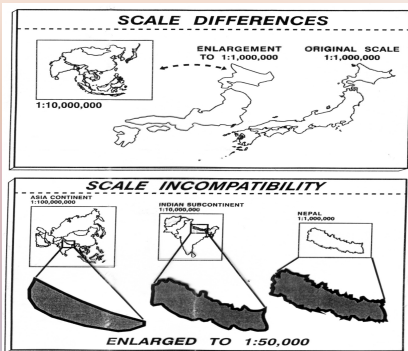 SCALE DIFFERENCES
ENLARGEMENT
TO 1:1,000,000
ORIGINAL SCALE
1:1,000,000
1:10,000,000
SCALE INCOMPATIBILITY
ASIA CONTINENT
1:100,000,000
INDIAN SUBCONTINENT
1:10,000,000
NEPAL
1:1,000,000
ENLARGED TO 1:50,000